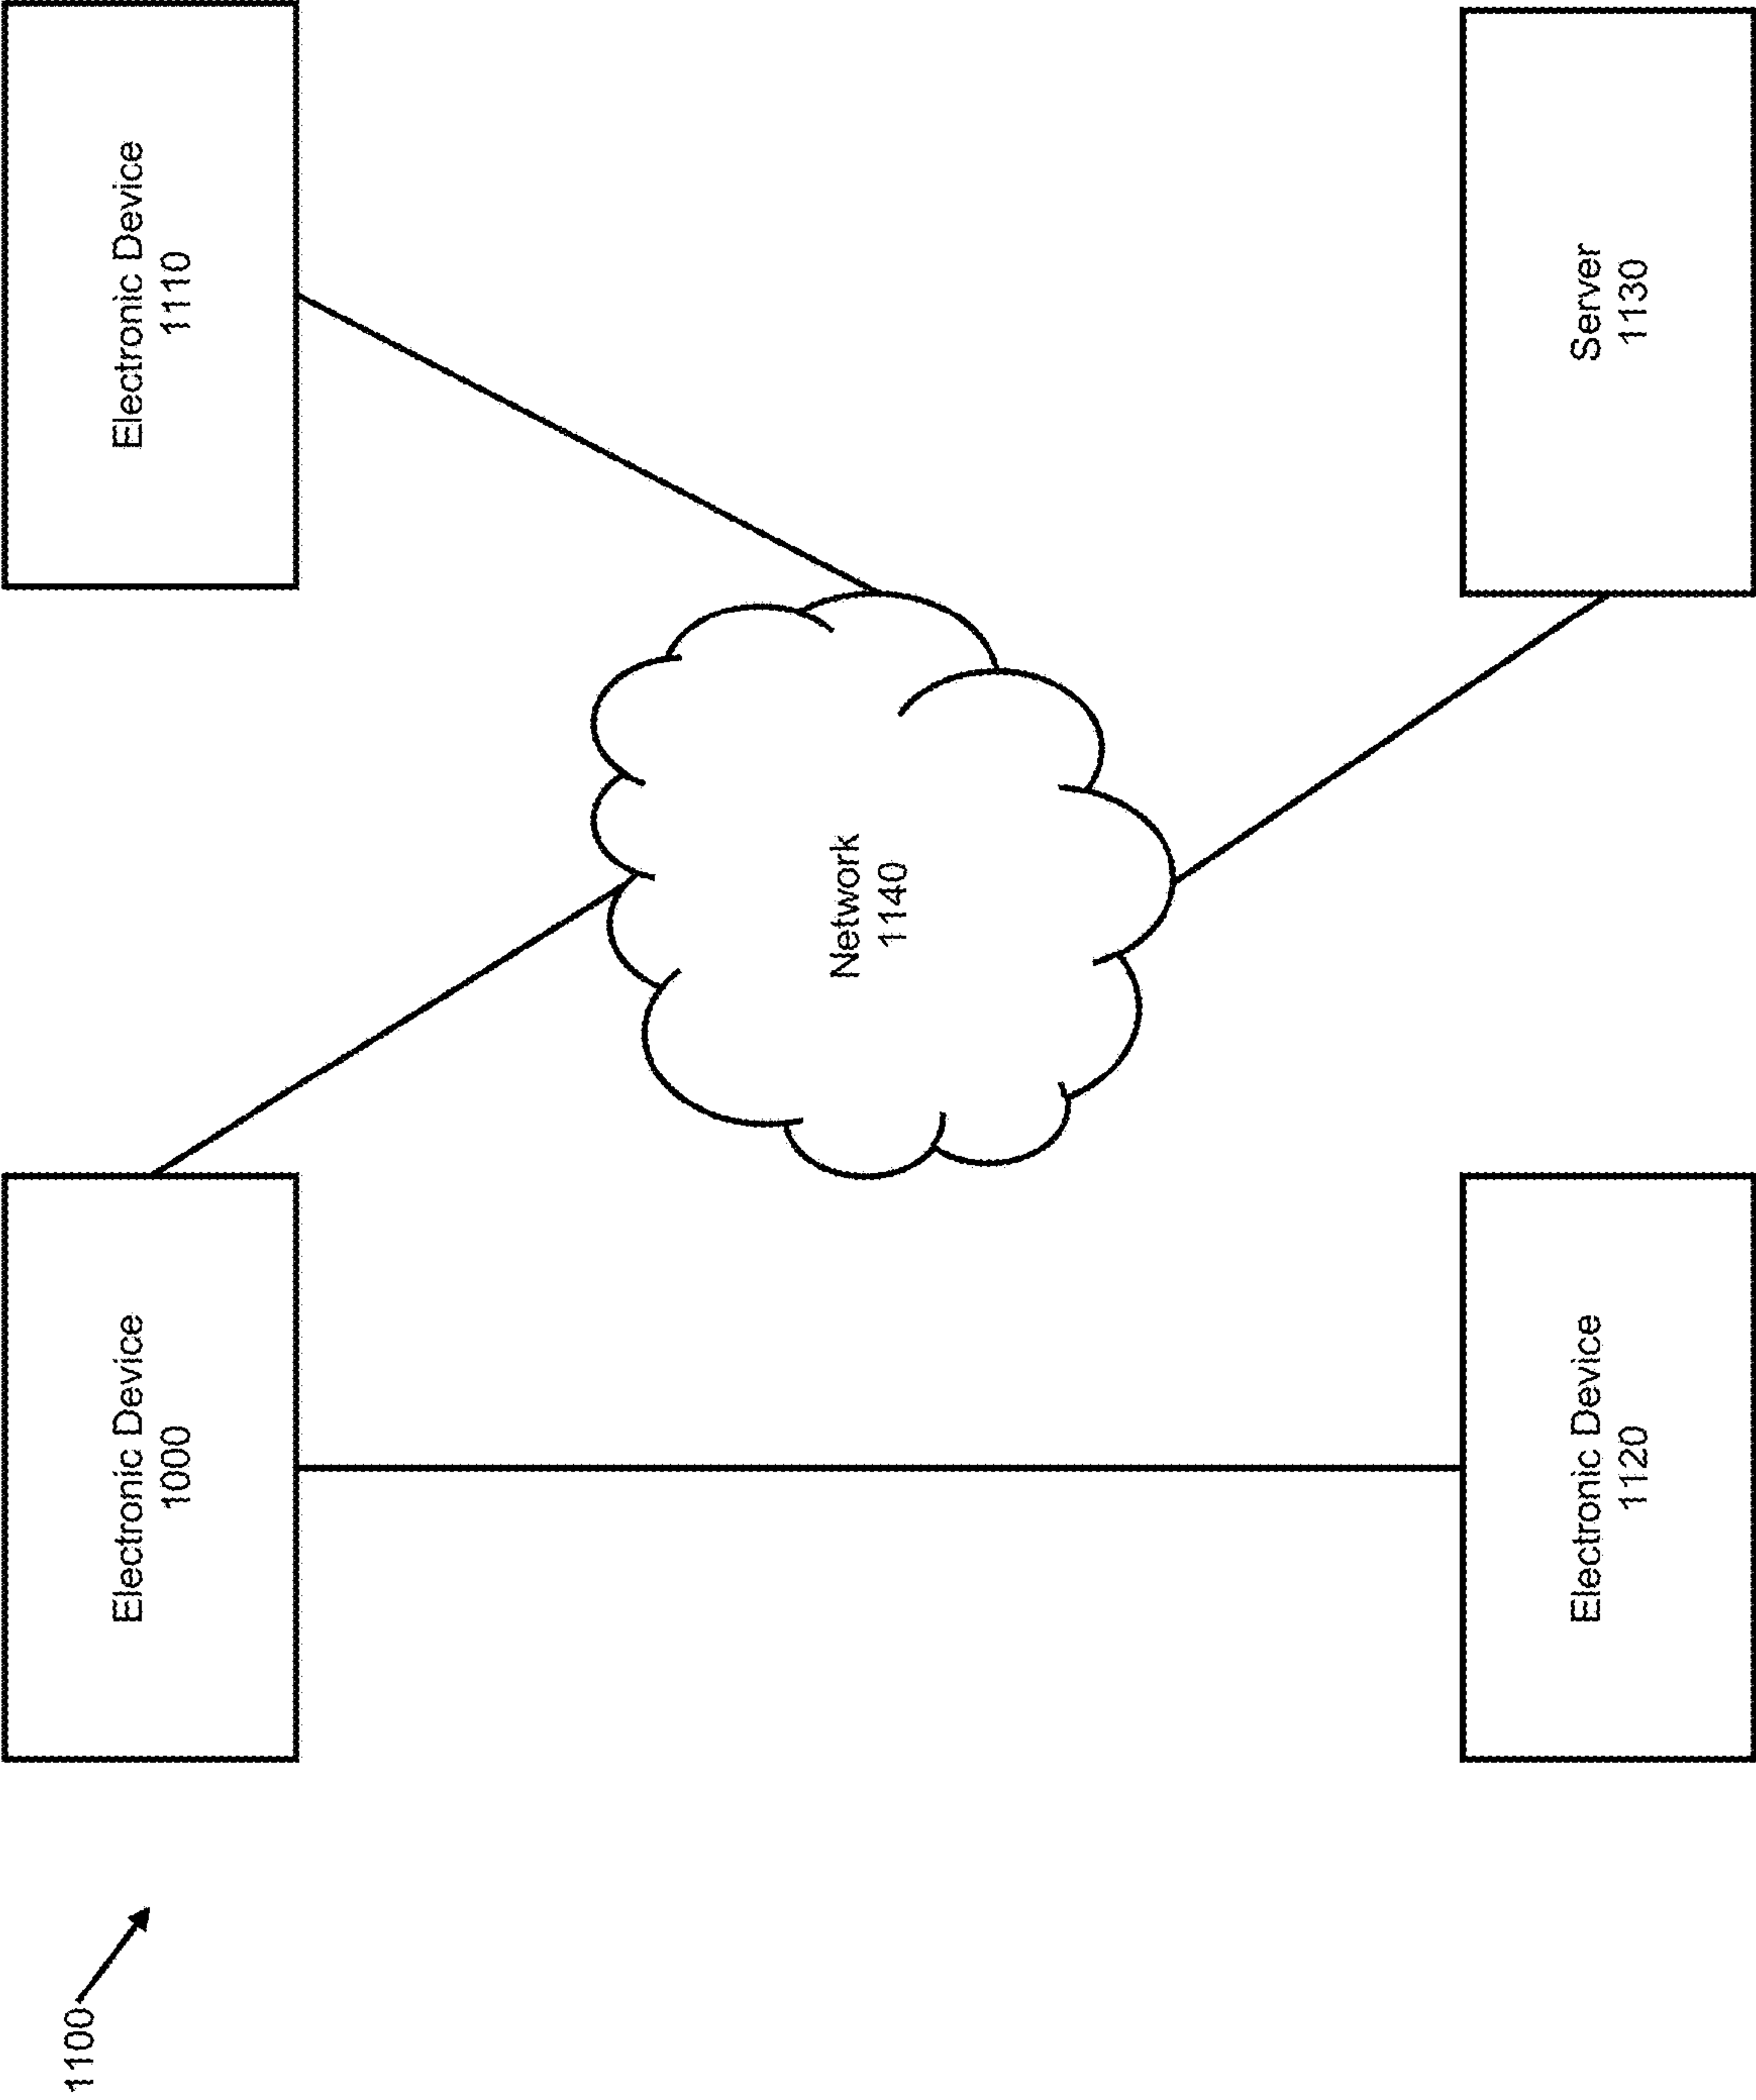 1100
Electronic Device
1000
Electronic Device
1110
Network
1140
Electronic Device
1120
Server
1130